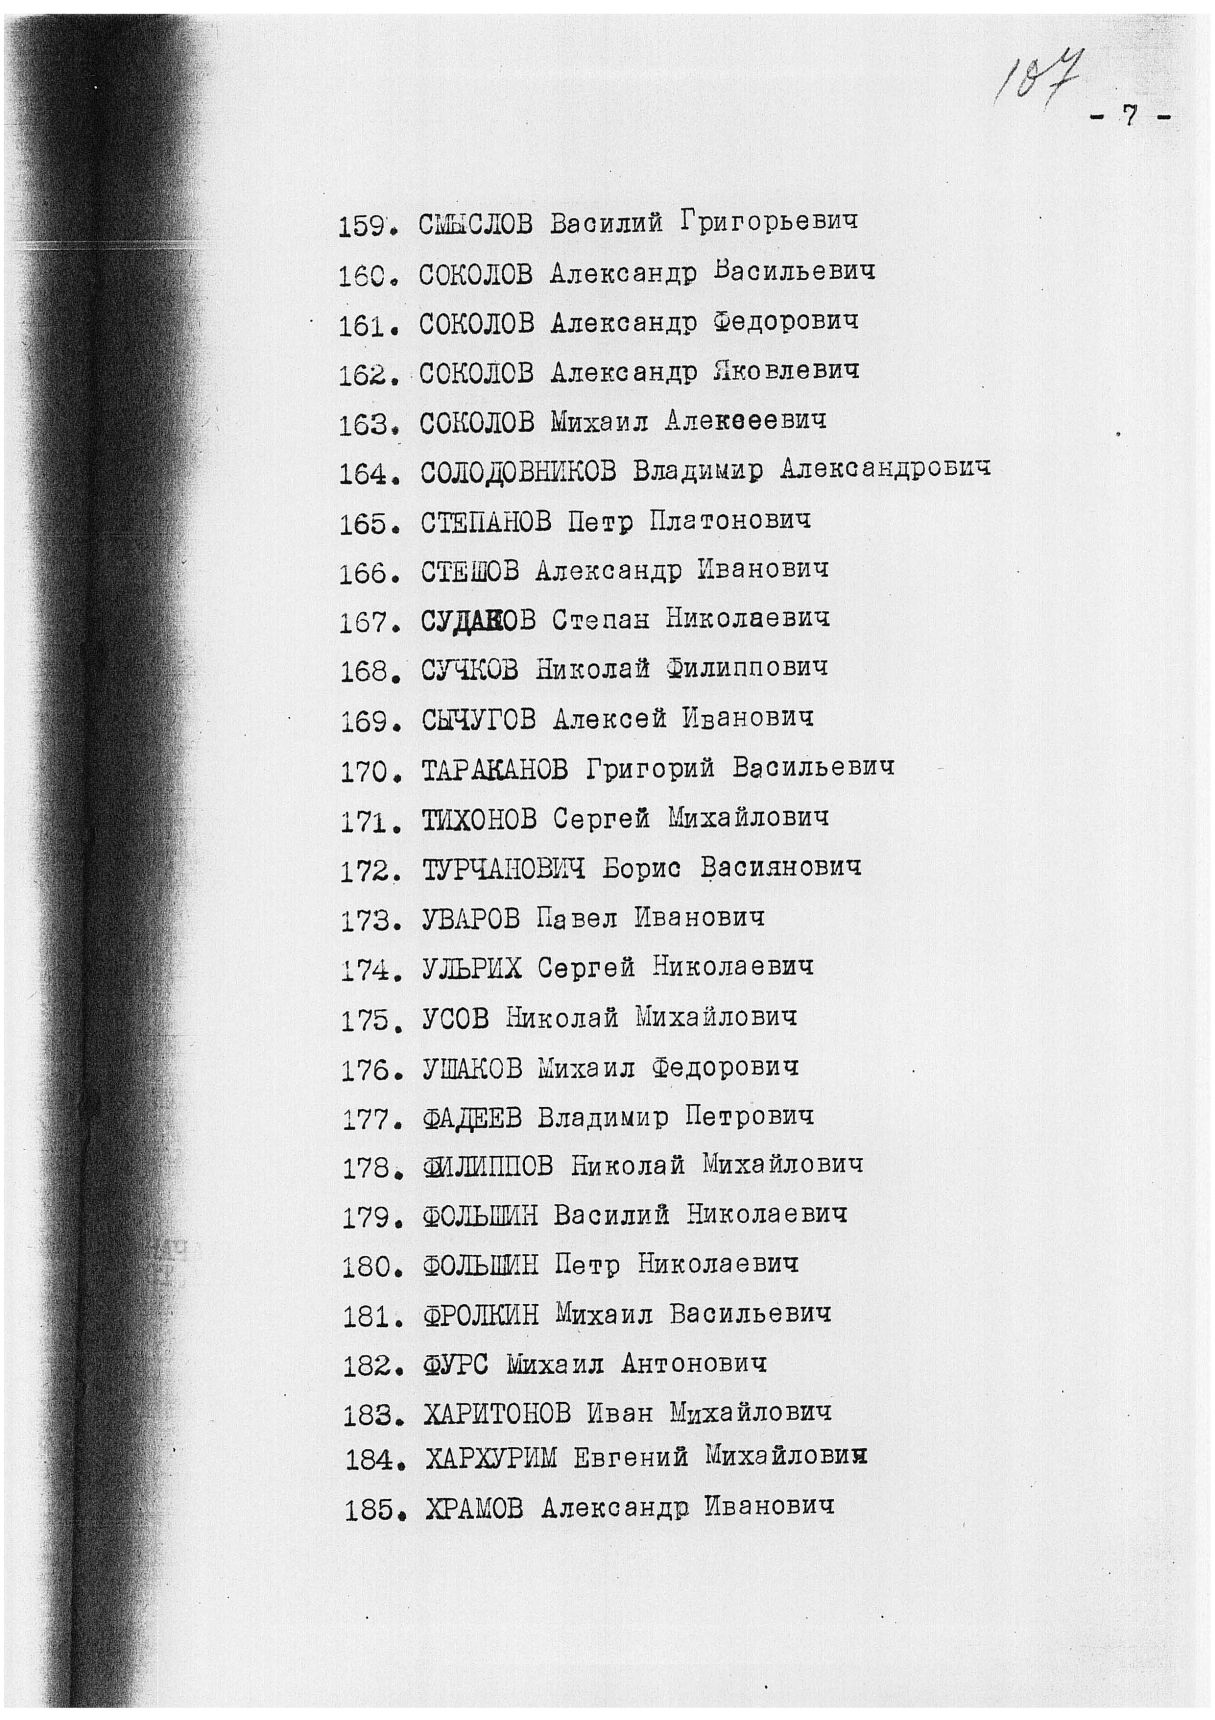 107
- 7 -
159. СМЫСЛОВ Василий Григорьевич
160. СОКОЛОВ Александр Васильевич
161. СОКОЛОВ Александр Федорович
162. СОКОЛОВ Александр Яковлевич
163. СОКОЛОВ Михаил Алексеевич
164. СОЛОДОВНИКОВ Владимир Александрович
165. СТЕПАНОВ Петр Платонович
166. СТЕШОВ Александр Иванович
167. СУДАКОВ Степан Николаевич
168. СУЧКОВ Николай Филиппович
169. СЫЧУГОВ Алексей Иванович
170. ТАРАКАНОВ Григорий Васильевич
171. ТИХОНОВ Сергей Михайлович
172. ТУРЧАНОВИЧ Борис Васиянович
173. УВАРОВ Павел Иванович
174. УЛЬРИХ Сергей Николаевич
175. УСОВ Николай Михайлович
176. УШАКОВ Михаил Федорович
177. ФАДЕЕВ Владимир Петрович
178. ФИЛИППОВ Николай Михайлович
179. ФОЛЬШИН Василий Николаевич
180. ФОЛЬШИН Петр Николаевич
181. ФРОЛКИН Михаил Васильевич
182. ФУРС Михаил Антонович
183. ХАРИТОНОВ Иван Михайлович
184. ХАРХУРИМ Евгений Михайлович
185. ХРАМОВ Александр Иванович